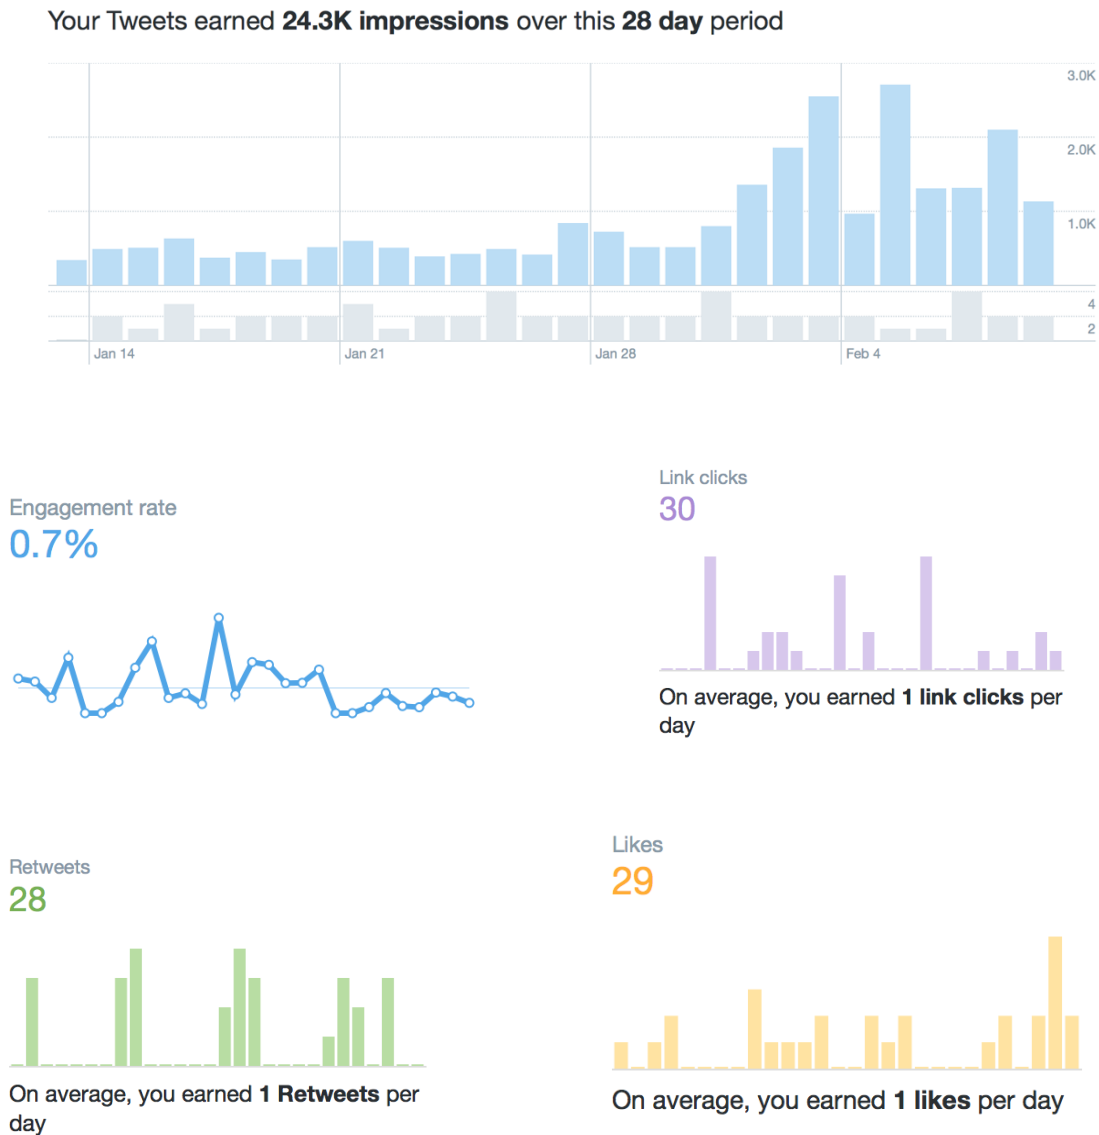 Your Tweets earned 24.3K impressions over this 28 day period
3.0K
2.0K
1.0K
4
2
Jan 14
Jan 21
Jan 28
Feb 4
Engagement rate
0.7%
Link clicks
30
On average, you earned 1 link clicks per
day
Retweets
28
On average, you earned 1 Retweets per
day
Likes
29
On average, you earned 1 likes per day